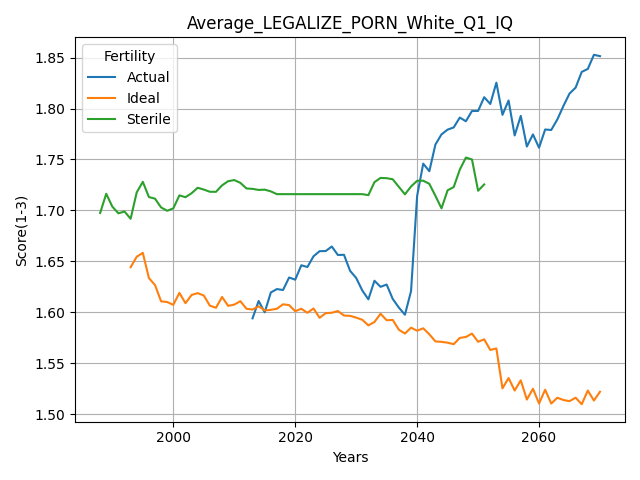 Average_LEGALIZE_PORN_White_Q1_IQ
Fertility
Actual
Ideal
Sterile
Score(1-3)
1.85
1.80
1.75
1.70
1.65
1.60
1.55
1.50
2000
2020
2040
2060
Years